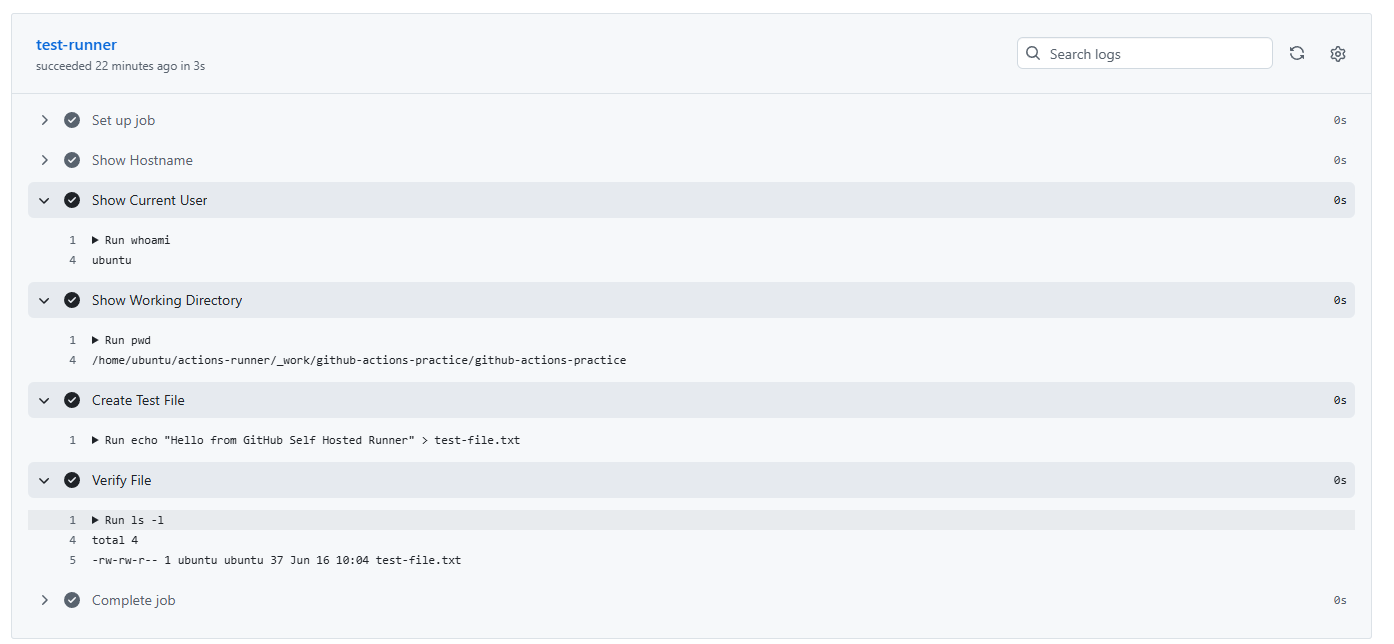 test-runner
succeeded 22 minutes ago in 3s
Search logs
Set up job 0s
Show Hostname 0s
Show Current User 0s
1 Run whoami
4 ubuntu
Show Working Directory 0s
1 Run pwd
4 /home/ubuntu/actions-runner/_work/github-actions-practice/github-actions-practice
Create Test File 0s
1 Run echo "Hello from GitHub Self Hosted Runner" > test-file.txt
Verify File 0s
1 Run ls -l
4 total 4
5 -rw-rw-r-- 1 ubuntu ubuntu 37 Jun 16 10:04 test-file.txt
Complete job 0s